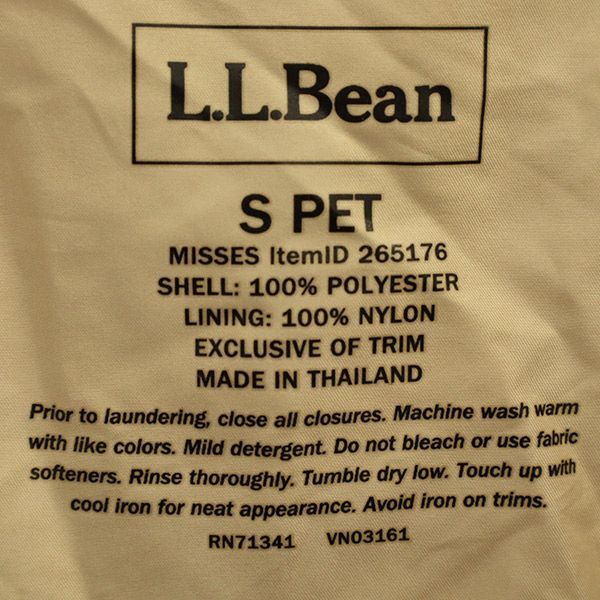 L.L.Bean
S PET
MISSES ItemID 265176
SHELL: 100% POLYESTER
LINING: 100% NYLON
EXCLUSIVE OF TRIM
MADE IN THAILAND
Prior to laundering, close all closures. Machine wash warm
with like colors. Mild detergent. Do not bleach or use fabric
softeners. Rinse thoroughly. Tumble dry low. Touch up with
cool iron for neat appearance. Avoid iron on trims.
RN71341 VN03161